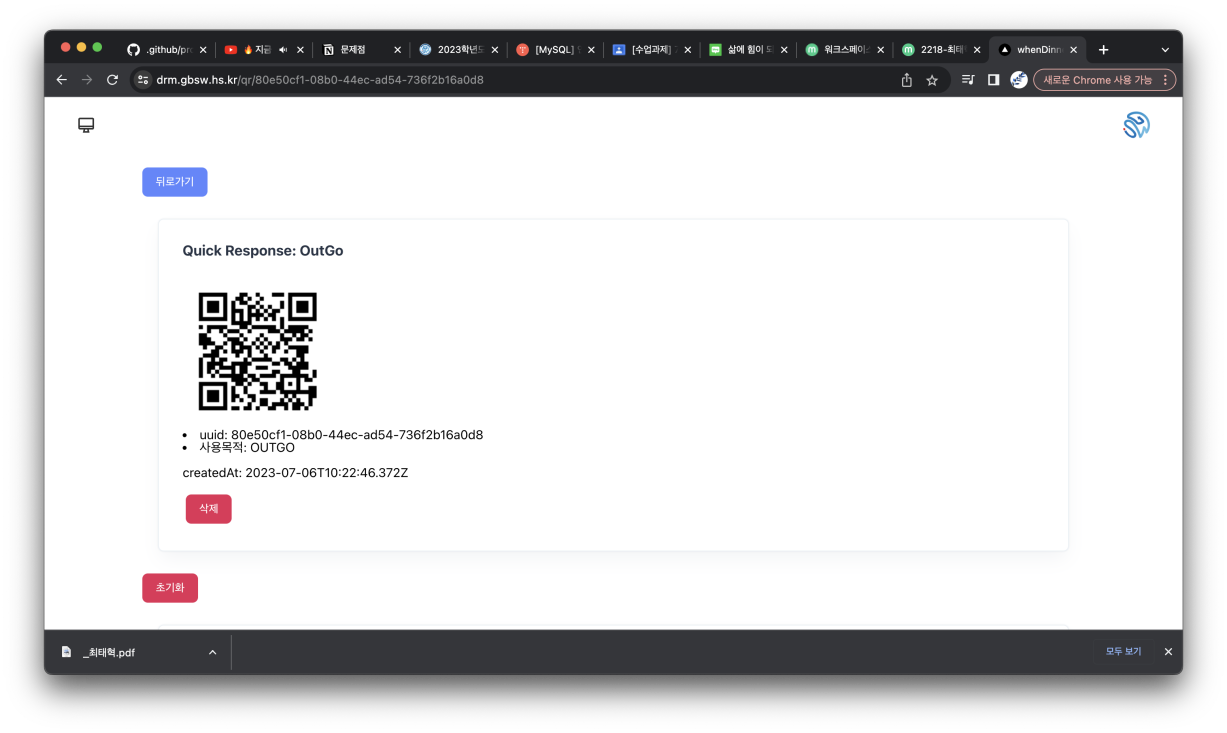 .github/pro
🔥지금
문제점
2023학년도
[MySQL]
[수업과제]
삶에 힘이 되
워크스페이스
2218-최태혁
whenDinn
drm.gbsw.hs.kr/qr/80e50cf1-08b0-44ec-ad54-736f2b16a0d8
새로운 Chrome 사용 가능
뒤로가기
Quick Response: OutGo
• uuid: 80e50cf1-08b0-44ec-ad54-736f2b16a0d8
• 사용목적: OUTGO
createdAt: 2023-07-06T10:22:46.372Z
삭제
초기화
_최태혁.pdf
모두 보기